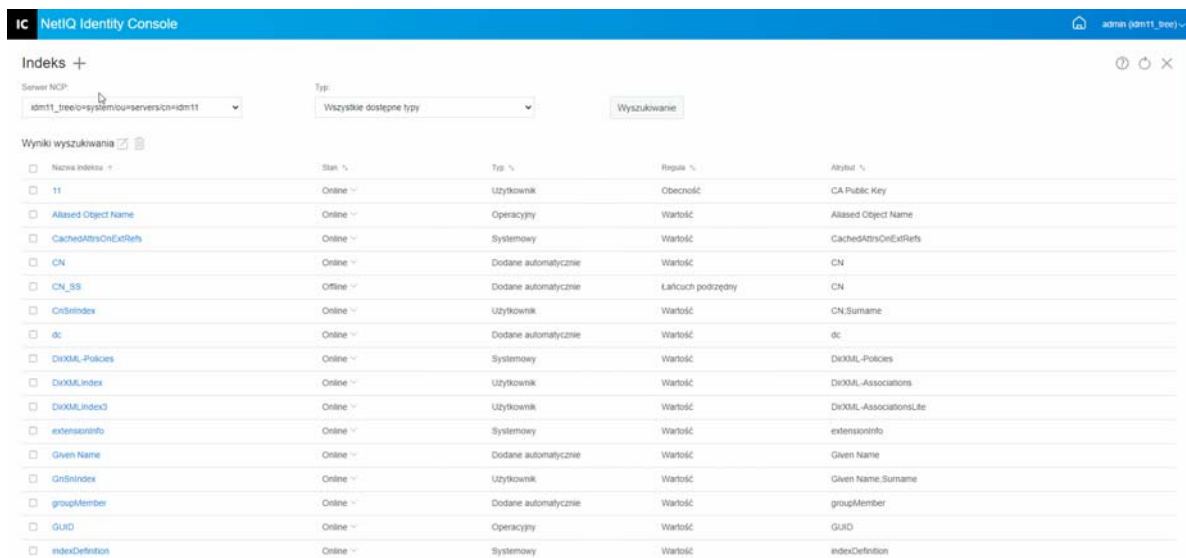 IC NetIQ Identity Console admin (idm11_tree)
Indeks +
Serwer NCP: Typ:
idm11_tree/o=system/ou=servers/cn=idm11 Wszystkie dostępne typy Wyszukiwanie
Wyniki wyszukiwania
Nazwa indeksu Stan Typ Reguła Atrybut
11 Online Użytkownik Obecność CA Public Key
Aliased Object Name Online Operacyjny Wartość Aliased Object Name
CachedAttrsOnExtRefs Online Systemowy Wartość CachedAttrsOnExtRefs
CN Online Dodane automatycznie Wartość CN
CN_SS Offline Dodane automatycznie Łańcuch podrzędny CN
CnSnIndex Online Użytkownik Wartość CN,Surname
dc Online Dodane automatycznie Wartość dc
DirXML-Policies Online Systemowy Wartość DirXML-Policies
DirXMLIndex Online Użytkownik Wartość DirXML-Associations
DirXMLIndex3 Online Użytkownik Wartość DirXML-AssociationsLite
extensionInfo Online Systemowy Wartość extensionInfo
Given Name Online Dodane automatycznie Wartość Given Name
GnSnIndex Online Użytkownik Wartość Given Name,Surname
groupMember Online Dodane automatycznie Wartość groupMember
GUID Online Operacyjny Wartość GUID
indexDefinition Online Systemowy Wartość indexDefinition